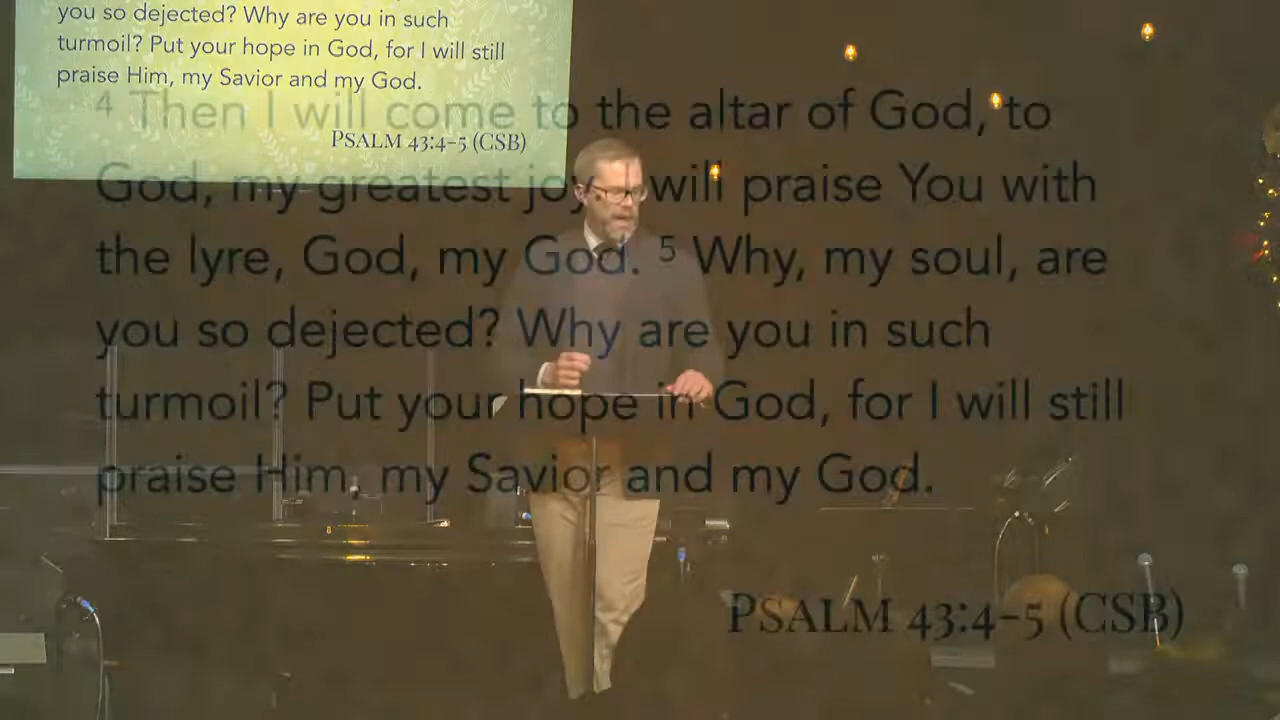 you so dejected? Why are you in such
turmoil? Put your hope in God, for I will still
praise Him, my Savior and my God.
PSALM 43:4-5 (CSB)
4 Then I will come to the altar of God, to
God, my greatest joy. I will praise You with
the lyre, God, my God. 5 Why, my soul, are
you so dejected? Why are you in such
turmoil? Put your hope in God, for I will still
praise Him, my Savior and my God.
PSALM 43:4-5 (CSB)